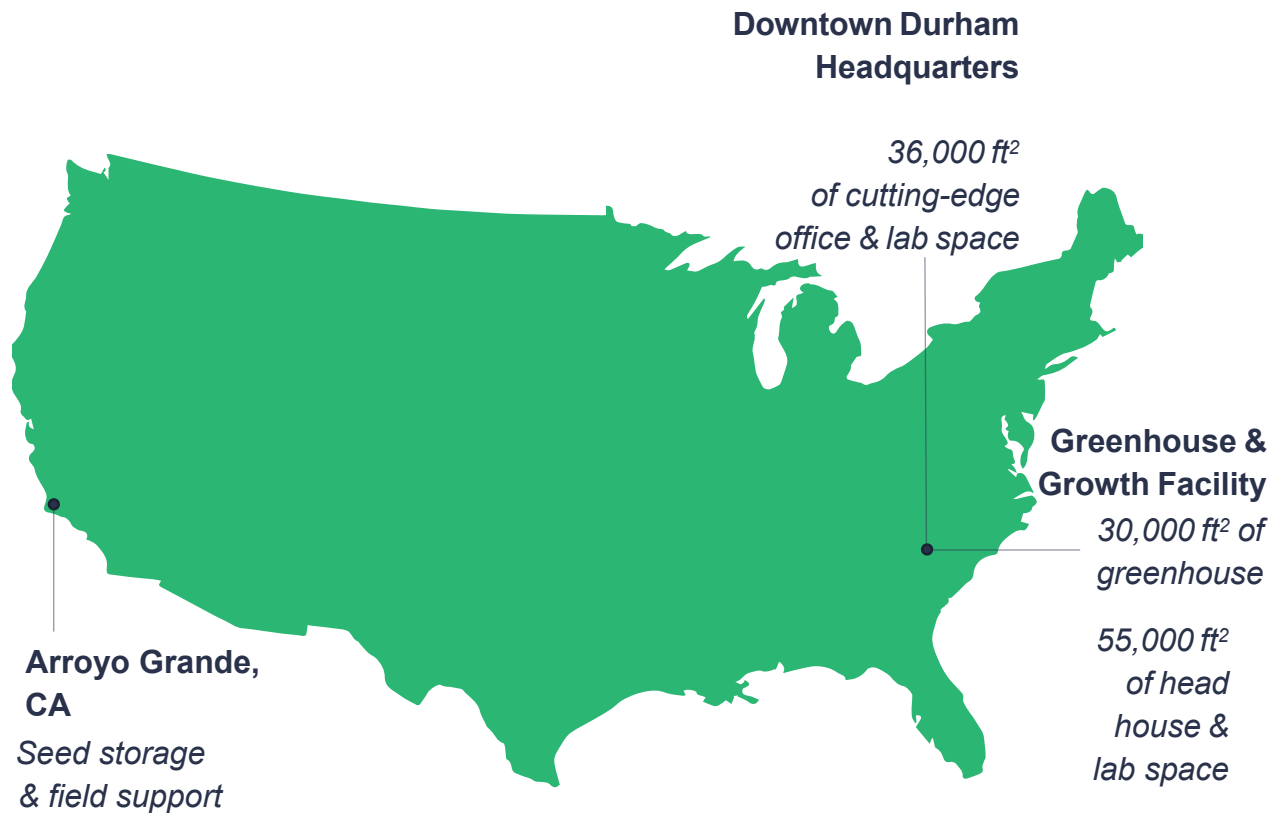 Downtown Durham
Headquarters
36,000 ft²
of cutting-edge
office & lab space
Greenhouse &
Growth Facility
30,000 ft² of
greenhouse
55,000 ft²
of head
house &
lab space
Arroyo Grande,
CA
Seed storage
& field support